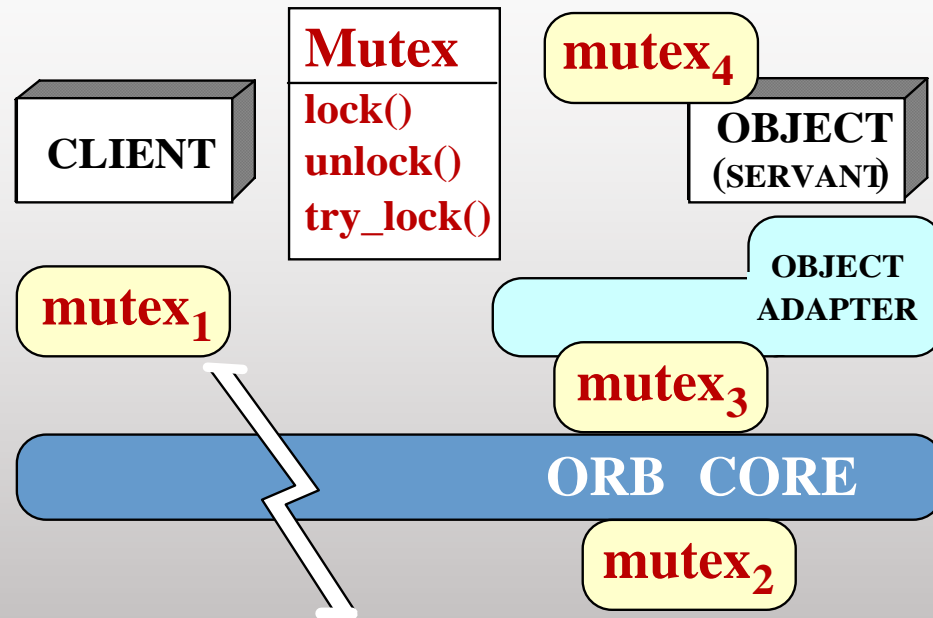 Mutex
lock()
unlock()
try_lock()
mutex₄
CLIENT
OBJECT
(SERVANT)
OBJECT
ADAPTER
mutex₁
mutex₃
ORB CORE
mutex₂